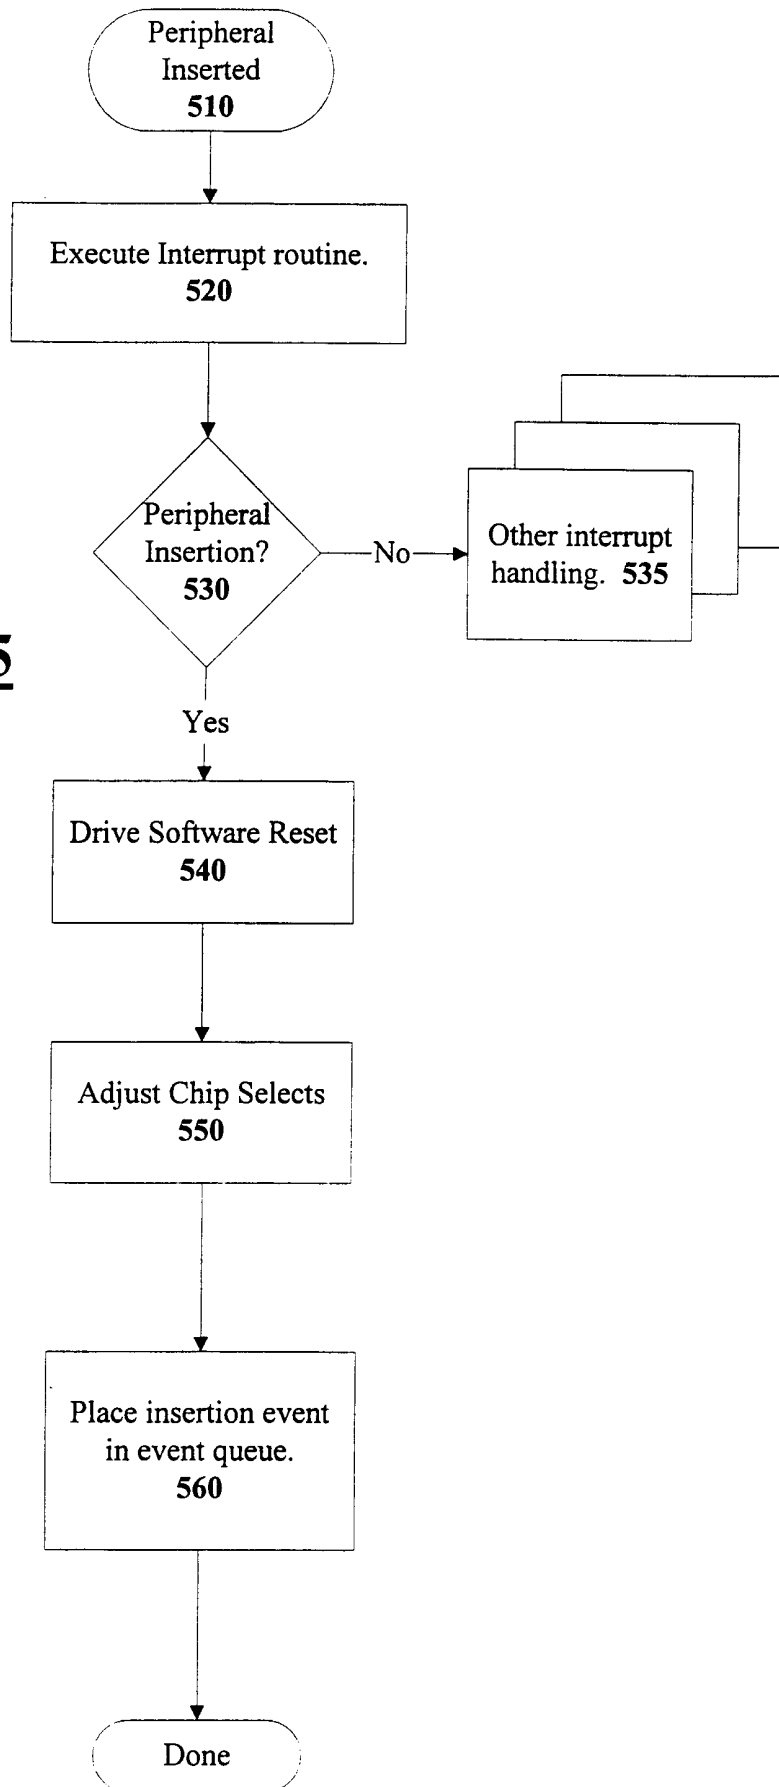 Peripheral
Inserted
510
Execute Interrupt routine.
520
Peripheral
Insertion?
530
No
Other interrupt
handling. 535
5
Yes
Drive Software Reset
540
Adjust Chip Selects
550
Place insertion event
in event queue.
560
Done